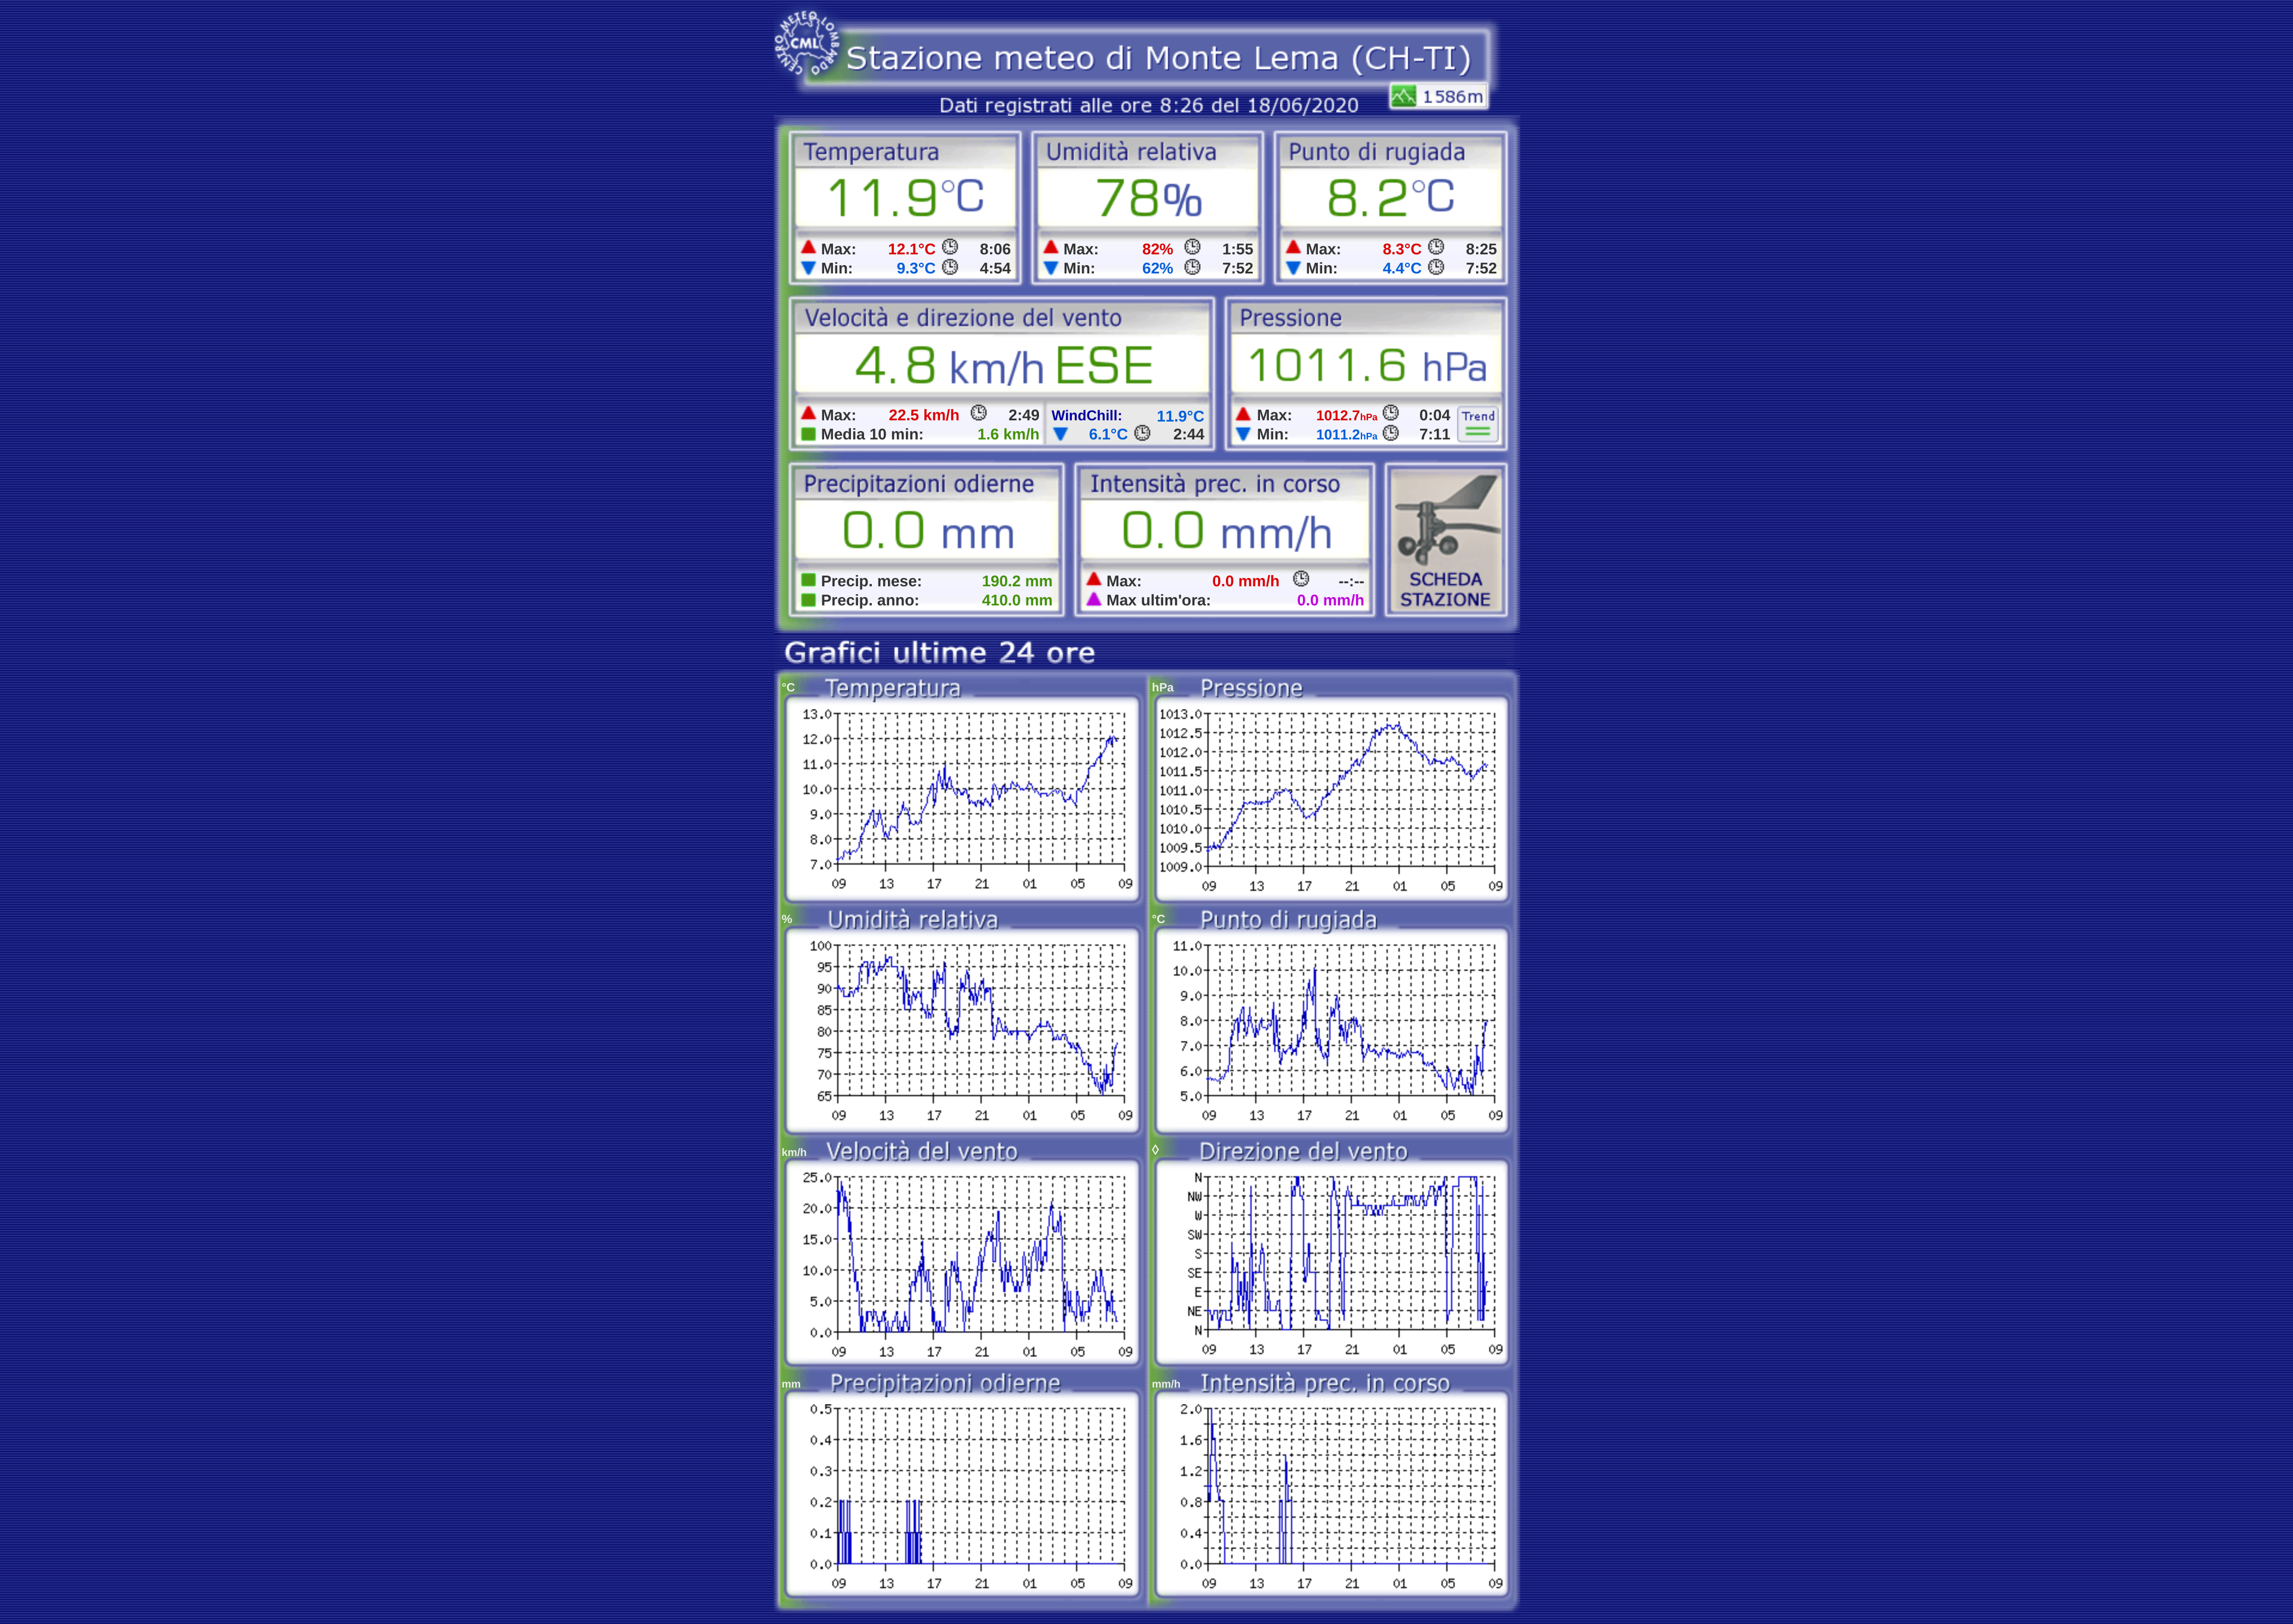 CENTRO METEO LOMBARDO
CML
Stazione meteo di Monte Lema (CH-TI)
1586m
Dati registrati alle ore 8:26 del 18/06/2020
Temperatura
11.9°C
Max: 12.1°C 8:06
Min: 9.3°C 4:54
Umidità relativa
78%
Max: 82% 1:55
Min: 62% 7:52
Punto di rugiada
8.2°C
Max: 8.3°C 8:25
Min: 4.4°C 7:52
Velocità e direzione del vento
4.8 km/h ESE
Max: 22.5 km/h 2:49
Media 10 min: 1.6 km/h
WindChill: 11.9°C
6.1°C 2:44
Pressione
1011.6 hPa
Max: 1012.7hPa 0:04
Min: 1011.2hPa 7:11
Trend
Precipitazioni odierne
0.0 mm
Precip. mese: 190.2 mm
Precip. anno: 410.0 mm
Intensità prec. in corso
0.0 mm/h
Max: 0.0 mm/h --:--
Max ultim'ora: 0.0 mm/h
SCHEDA
STAZIONE
Grafici ultime 24 ore
°C Temperatura
13.0
12.0
11.0
10.0
9.0
8.0
7.0
09 13 17 21 01 05 09
hPa Pressione
1013.0
1012.5
1012.0
1011.5
1011.0
1010.5
1010.0
1009.5
1009.0
09 13 17 21 01 05 09
% Umidità relativa
100
95
90
85
80
75
70
65
09 13 17 21 01 05 09
°C Punto di rugiada
11.0
10.0
9.0
8.0
7.0
6.0
5.0
09 13 17 21 01 05 09
km/h Velocità del vento
25.0
20.0
15.0
10.0
5.0
0.0
09 13 17 21 01 05 09
◊ Direzione del vento
N
NW
W
SW
S
SE
E
NE
N
09 13 17 21 01 05 09
mm Precipitazioni odierne
0.5
0.4
0.3
0.2
0.1
0.0
09 13 17 21 01 05 09
mm/h Intensità prec. in corso
2.0
1.6
1.2
0.8
0.4
0.0
09 13 17 21 01 05 09